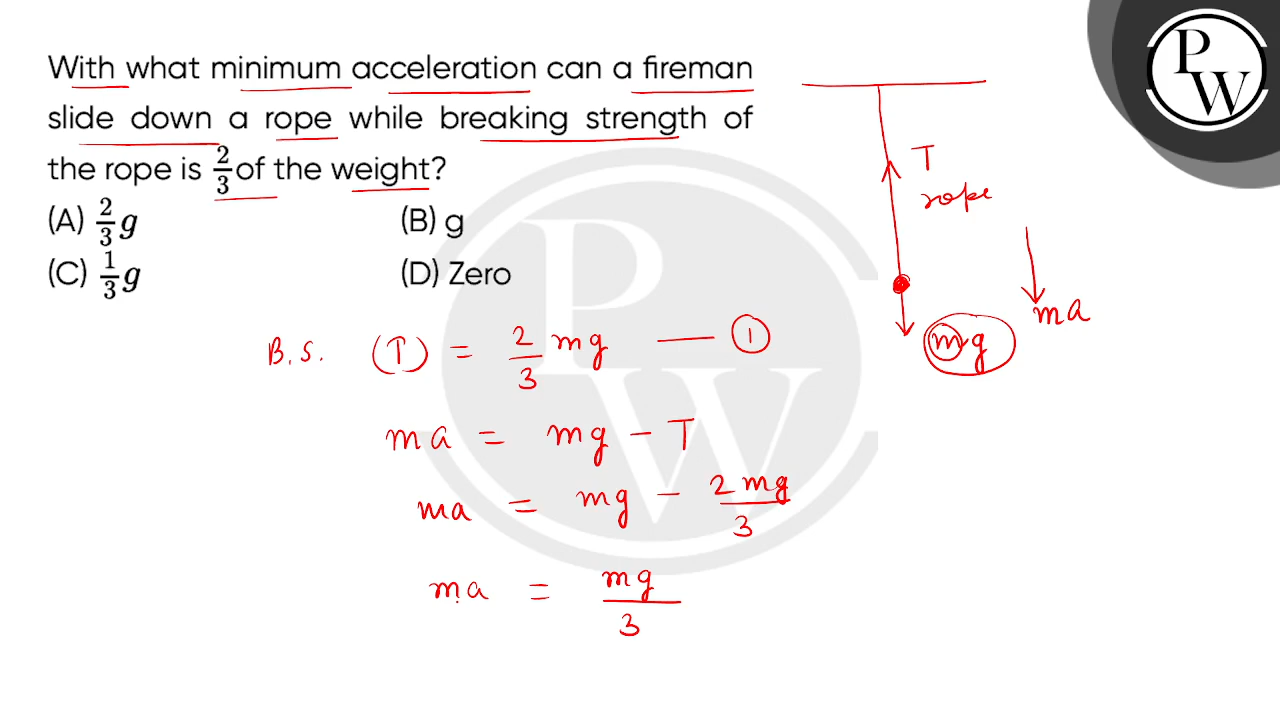 With what minimum acceleration can a fireman
slide down a rope while breaking strength of
the rope is 2/3 of the weight?
(A) 2/3 g (B) g
(C) 1/3 g (D) Zero
B.S. (T) = 2/3 mg — ①
ma = mg - T
ma = mg - 2mg/3
ma = mg/3
T
rope
ma
mg
PW
PW